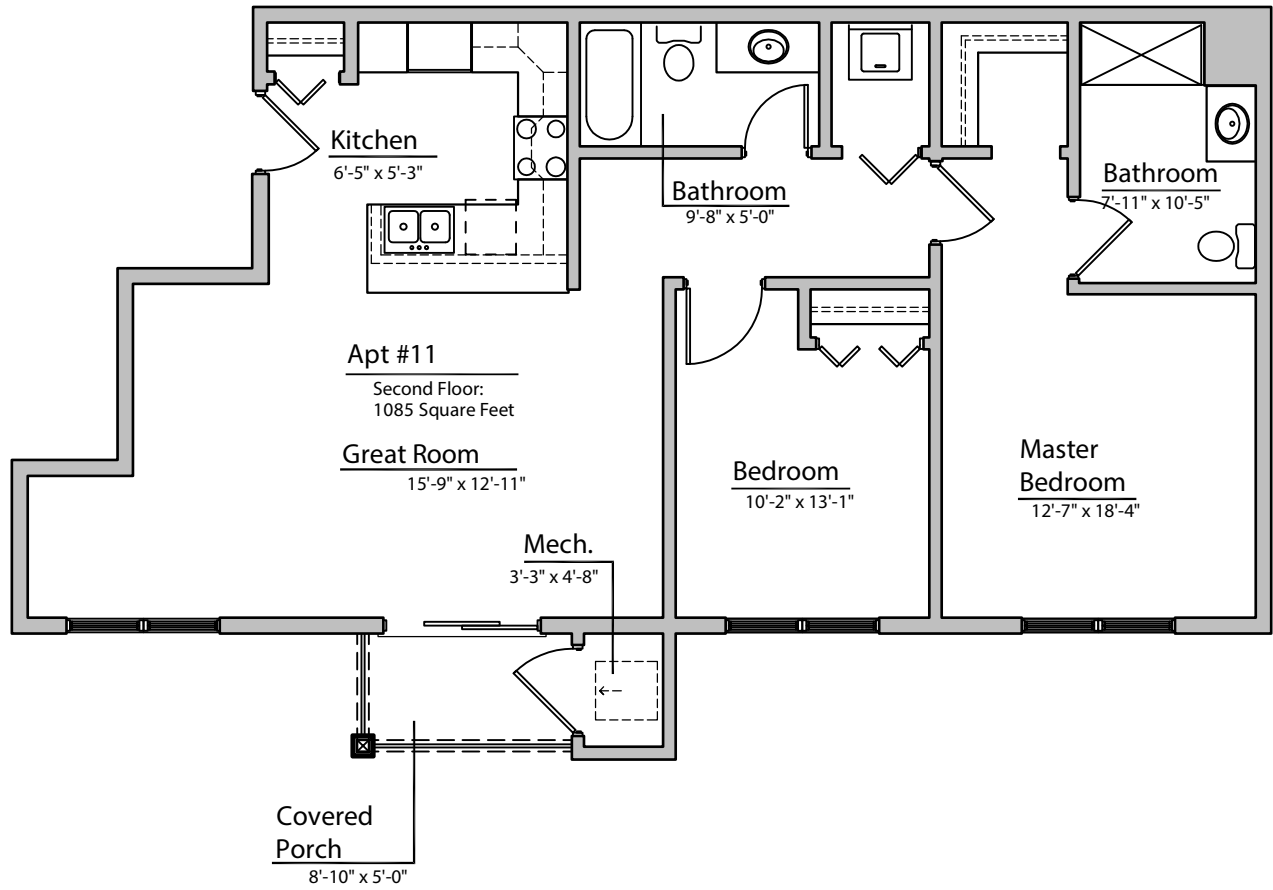 Kitchen
6'-5" x 5'-3"
Bathroom
9'-8" x 5'-0"
Bathroom
7'-11" x 10'-5"
Apt #11
Second Floor:
1085 Square Feet
Great Room
15'-9" x 12'-11"
Bedroom
10'-2" x 13'-1"
Master
Bedroom
12'-7" x 18'-4"
Mech.
3'-3" x 4'-8"
Covered
Porch
8'-10" x 5'-0"